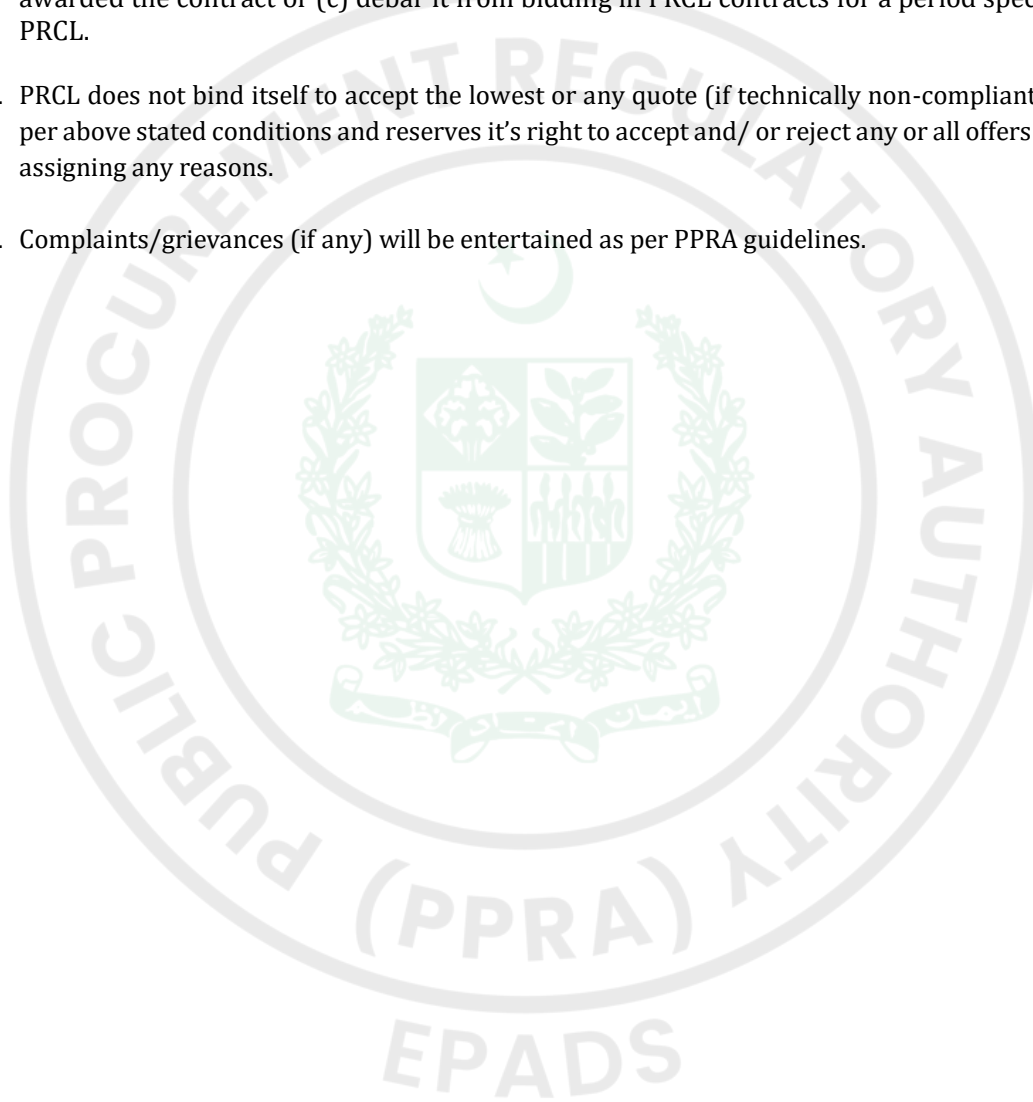 awarded the contract or (c) debar it from bidding in PRCL contracts for a period spec
PRCL.
. PRCL does not bind itself to accept the lowest or any quote (if technically non-compliant
per above stated conditions and reserves it's right to accept and/ or reject any or all offers
assigning any reasons.
. Complaints/grievances (if any) will be entertained as per PPRA guidelines.
PUBLIC PROCUREMENT REGULATORY AUTHORITY
(PPRA)
EPADS